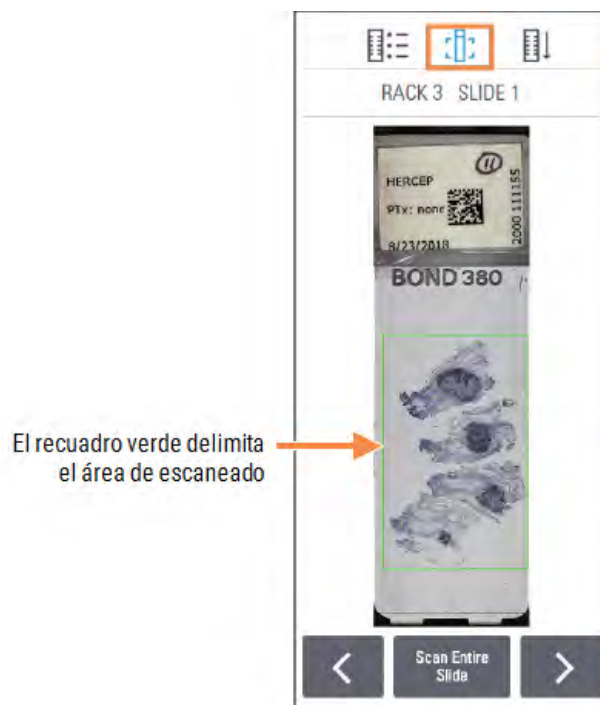 RACK 3 SLIDE 1
11
HERCEP
PTx: none
8/23/2018
2000 111155
BOND 380
El recuadro verde delimita
el área de escaneado
Scan Entire
Slide